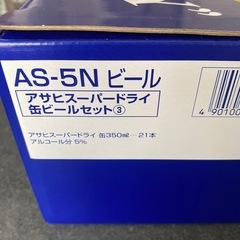 AS-5N ビール
アサヒスーパードライ
缶ビールセット③
アサヒスーパードライ 缶350ml…21本
アルコール分 5%
4 90100